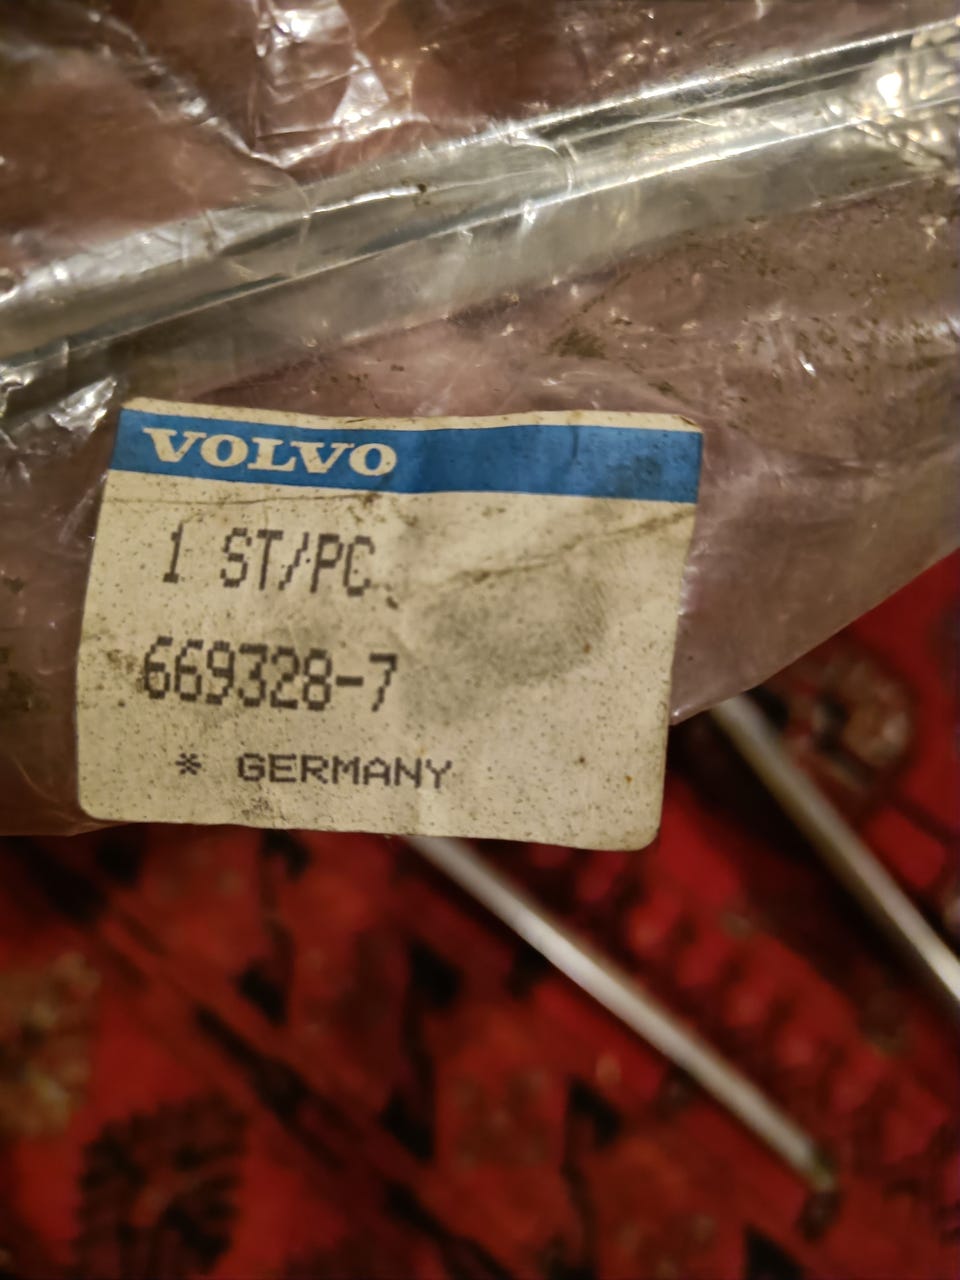 VOLVO
1 ST/PC
669328-7
* GERMANY